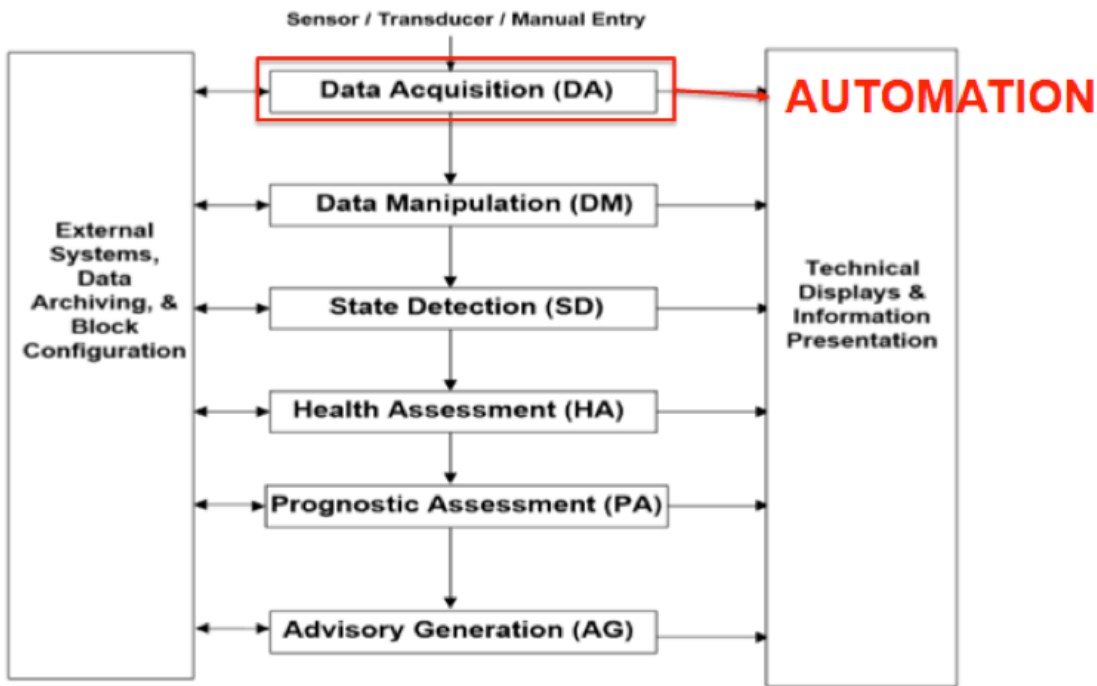 Sensor / Transducer / Manual Entry
Data Acquisition (DA)
AUTOMATION
Data Manipulation (DM)
External
Systems,
Data
Archiving, &
Block
Configuration
State Detection (SD)
Technical
Displays &
Information
Presentation
Health Assessment (HA)
Prognostic Assessment (PA)
Advisory Generation (AG)